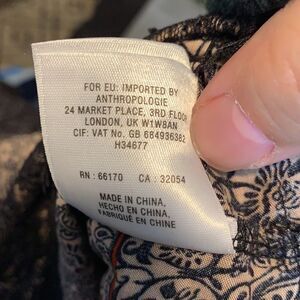 FOR EU: IMPORTED BY
ANTHROPOLOGIE
24 MARKET PLACE, 3RD FLOOR
LONDON, UK W1W8AN
CIF: VAT No. GB 684936382
H34677
RN : 66170 CA : 32054
MADE IN CHINA,
HECHO EN CHINA,
FABRIQUÉ EN CHINE